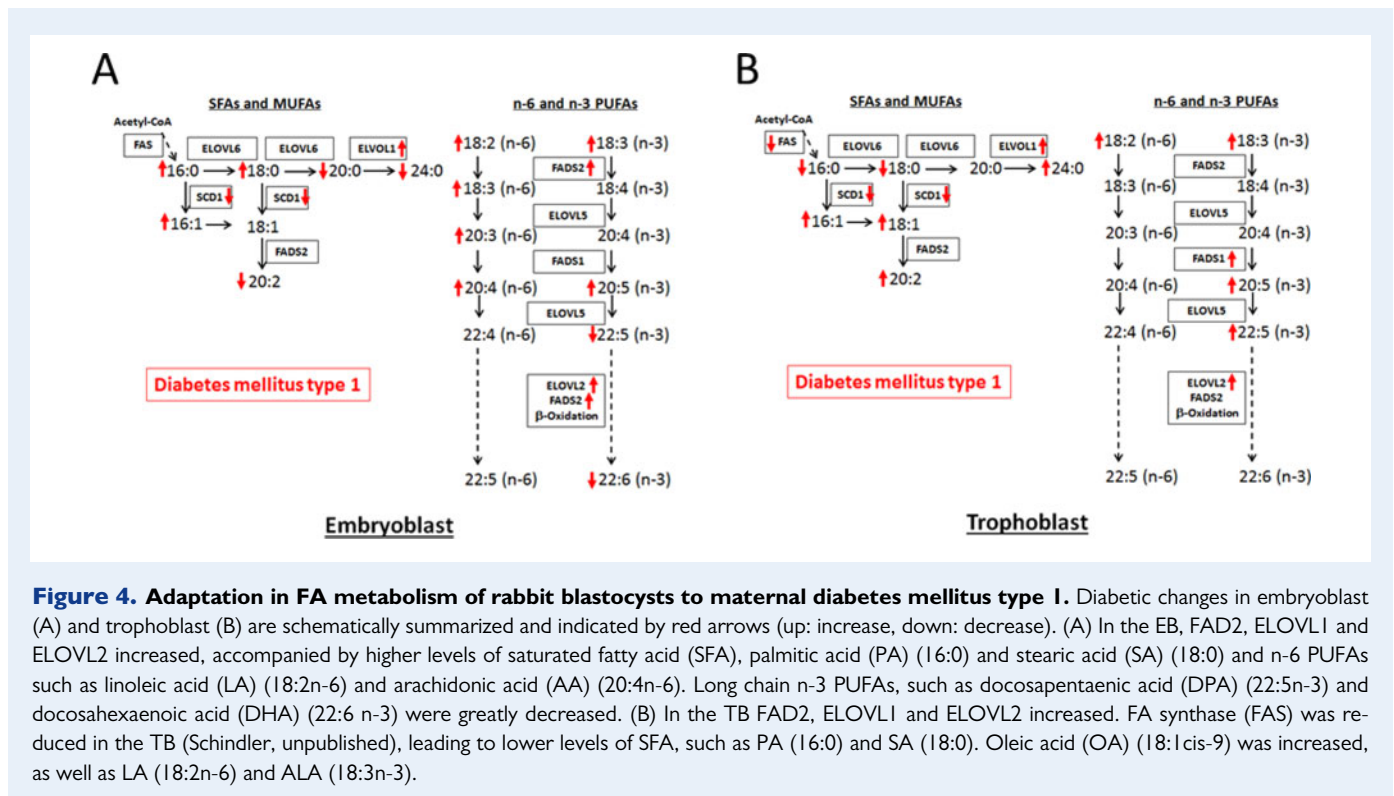 A
SFAs and MUFAs
n-6 and n-3 PUFAs
Acetyl-CoA
FAS
ELOVL6
ELOVL6
ELVOL1
16:0
18:0
20:0
24:0
SCD1
SCD1
16:1
18:1
FADS2
20:2
18:2 (n-6)
18:3 (n-3)
FADS2
18:3 (n-6)
18:4 (n-3)
ELOVL5
20:3 (n-6)
20:4 (n-3)
FADS1
20:4 (n-6)
20:5 (n-3)
ELOVL5
22:4 (n-6)
22:5 (n-3)
Diabetes mellitus type 1
ELOVL2
FADS2
β-Oxidation
22:5 (n-6)
22:6 (n-3)
Embryoblast
B
SFAs and MUFAs
n-6 and n-3 PUFAs
Acetyl-CoA
FAS
ELOVL6
ELOVL6
ELVOL1
16:0
18:0
20:0
24:0
SCD1
SCD1
16:1
18:1
FADS2
20:2
18:2 (n-6)
18:3 (n-3)
FADS2
18:3 (n-6)
18:4 (n-3)
ELOVL5
20:3 (n-6)
20:4 (n-3)
FADS1
20:4 (n-6)
20:5 (n-3)
ELOVL5
22:4 (n-6)
22:5 (n-3)
Diabetes mellitus type 1
ELOVL2
FADS2
β-Oxidation
22:5 (n-6)
22:6 (n-3)
Trophoblast
Figure 4. Adaptation in FA metabolism of rabbit blastocysts to maternal diabetes mellitus type 1. Diabetic changes in embryoblast
(A) and trophoblast (B) are schematically summarized and indicated by red arrows (up: increase, down: decrease). (A) In the EB, FAD2, ELOVL1 and
ELOVL2 increased, accompanied by higher levels of saturated fatty acid (SFA), palmitic acid (PA) (16:0) and stearic acid (SA) (18:0) and n-6 PUFAs
such as linoleic acid (LA) (18:2n-6) and arachidonic acid (AA) (20:4n-6). Long chain n-3 PUFAs, such as docosapentaenic acid (DPA) (22:5n-3) and
docosahexaenoic acid (DHA) (22:6 n-3) were greatly decreased. (B) In the TB FAD2, ELOVL1 and ELOVL2 increased. FA synthase (FAS) was re-
duced in the TB (Schindler, unpublished), leading to lower levels of SFA, such as PA (16:0) and SA (18:0). Oleic acid (OA) (18:1cis-9) was increased,
as well as LA (18:2n-6) and ALA (18:3n-3).